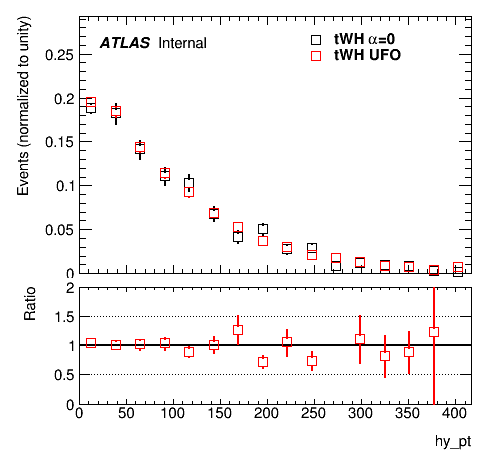 ATLAS Internal
tWH α=0
tWH UFO
Events (normalized to unity)
0.25
0.2
0.15
0.1
0.05
0
Ratio
2
1.5
1
0.5
0
0 50 100 150 200 250 300 350 400
hy_pt